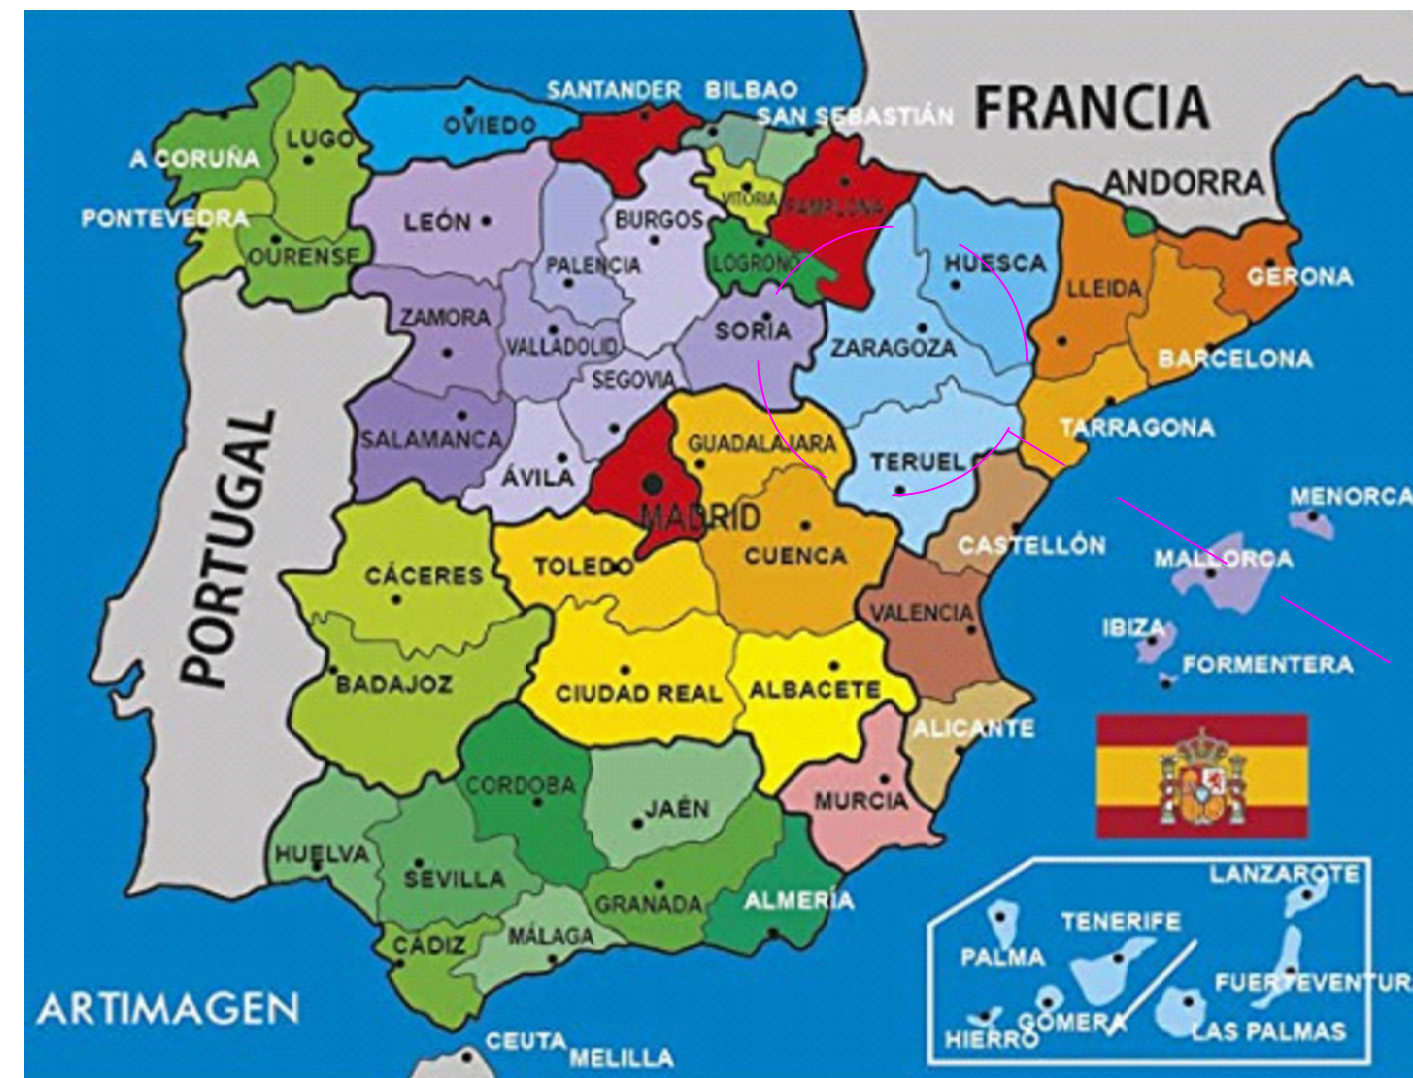 FRANCIA
SANTANDER
BILBAO
SAN SEBASTIÁN
OVIEDO
LUGO
A CORUÑA
ANDORRA
VITORIA
PAMPLONA
PONTEVEDRA
LEÓN
BURGOS
OURENSE
PALENCIA
LOGROÑO
HUESCA
LLEIDA
GERONA
ZAMORA
VALLADOLID
SORIA
ZARAGOZA
BARCELONA
SEGOVIA
SALAMANCA
GUADALAJARA
TARRAGONA
ÁVILA
TERUEL
MENORCA
PORTUGAL
MADRID
CUENCA
CASTELLÓN
MALLORCA
CÁCERES
TOLEDO
VALENCIA
IBIZA
FORMENTERA
BADAJOZ
CIUDAD REAL
ALBACETE
ALICANTE
CORDOBA
JAÉN
MURCIA
HUELVA
SEVILLA
GRANADA
ALMERÍA
LANZAROTE
CÁDIZ
MÁLAGA
TENERIFE
PALMA
FUERTEVENTUR
ARTIMAGEN
HIERRO
GOMERA
LAS PALMAS
CEUTA
MELILLA